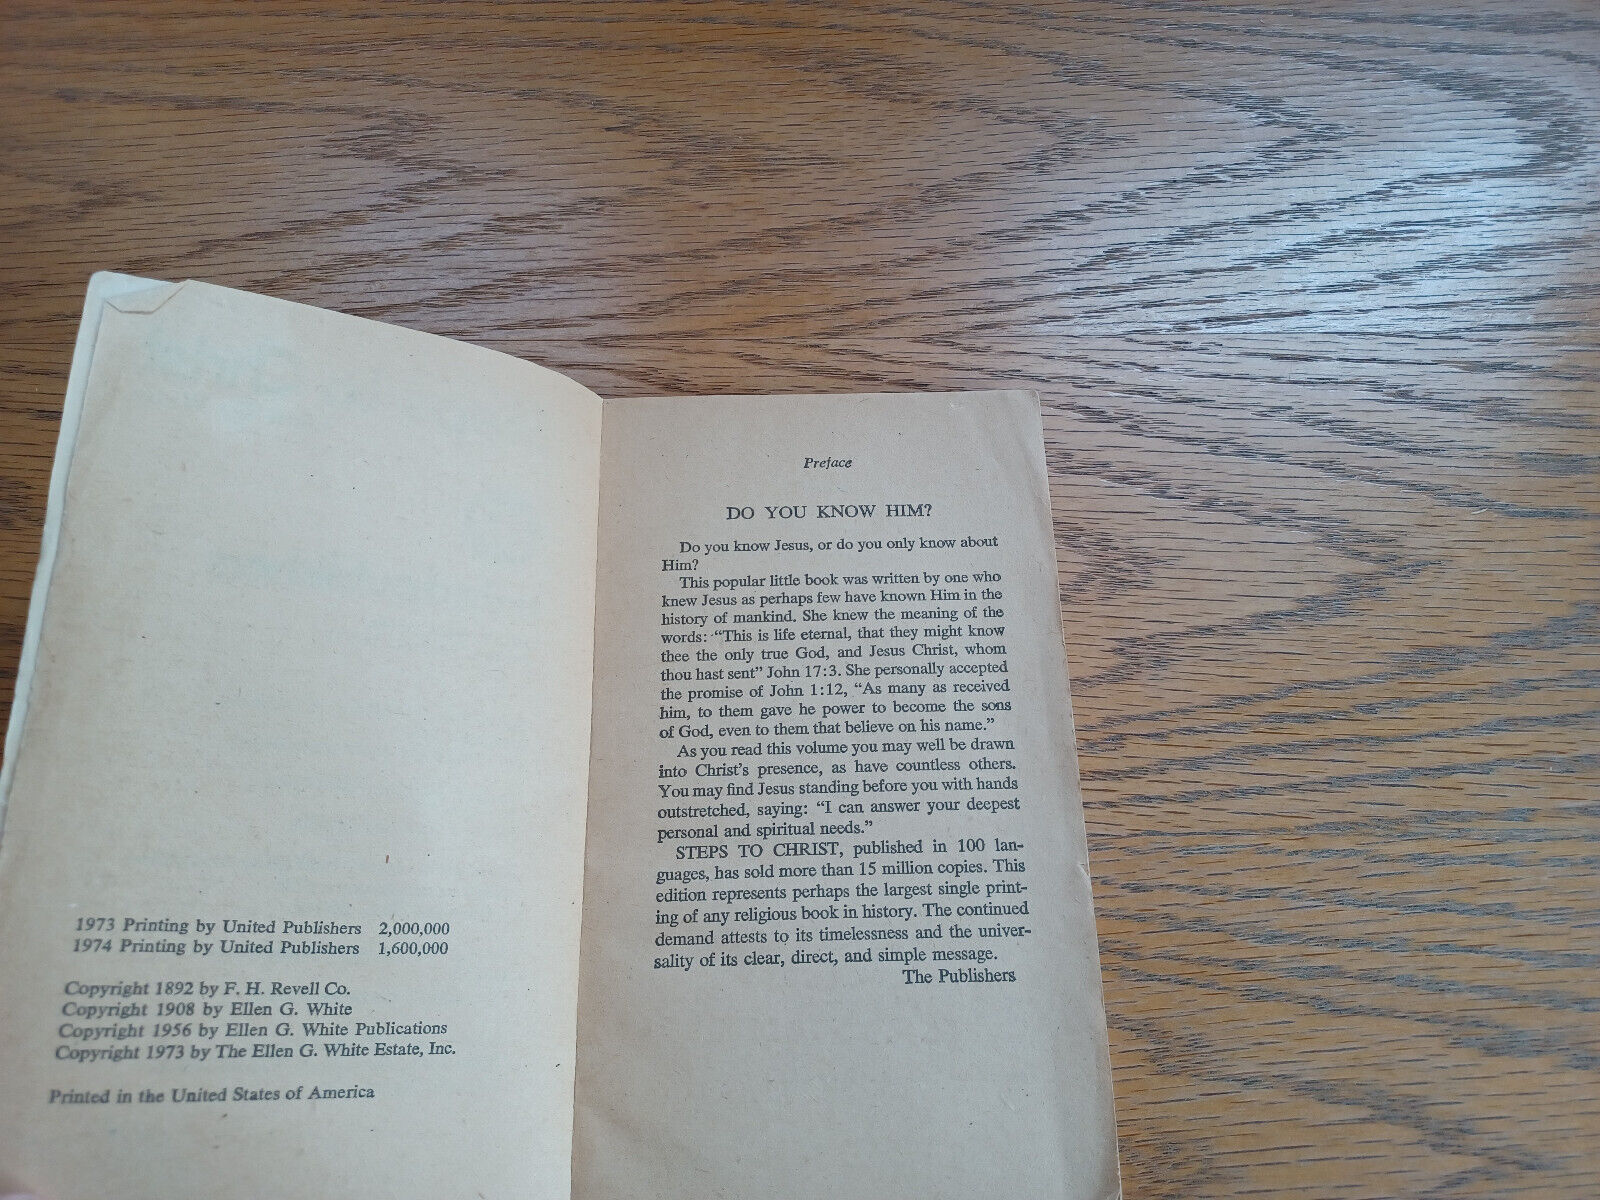 1973 Printing by United Publishers 2,000,000
1974 Printing by United Publishers 1,600,000
Copyright 1892 by F. H. Revell Co.
Copyright 1908 by Ellen G. White
Copyright 1956 by Ellen G. White Publications
Copyright 1973 by The Ellen G. White Estate, Inc.
Printed in the United States of America
Preface
DO YOU KNOW HIM?
Do you know Jesus, or do you only know about
Him?
This popular little book was written by one who
knew Jesus as perhaps few have known Him in the
history of mankind. She knew the meaning of the
words: “This is life eternal, that they might know
thee the only true God, and Jesus Christ, whom
thou hast sent” John 17:3. She personally accepted
the promise of John 1:12, “As many as received
him, to them gave he power to become the sons
of God, even to them that believe on his name.”
As you read this volume you may well be drawn
into Christ’s presence, as have countless others.
You may find Jesus standing before you with hands
outstretched, saying: “I can answer your deepest
personal and spiritual needs.”
STEPS TO CHRIST, published in 100 lan-
guages, has sold more than 15 million copies. This
edition represents perhaps the largest single print-
ing of any religious book in history. The continued
demand attests to its timelessness and the univer-
sality of its clear, direct, and simple message.
The Publishers